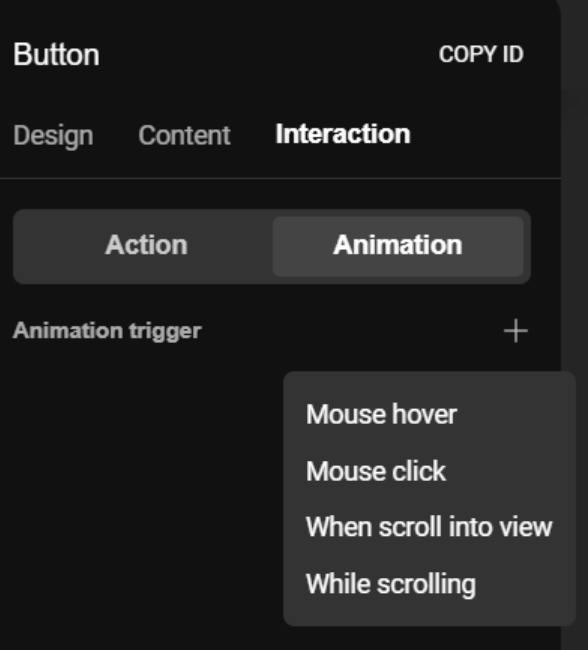 Button COPY ID
Design Content Interaction
Action Animation
Animation trigger
Mouse hover
Mouse click
When scroll into view
While scrolling